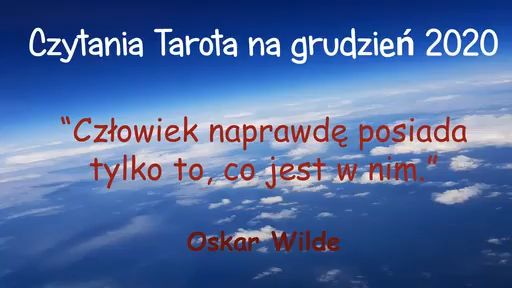 Czytania Tarota na grudzień 2020
“Człowiek naprawdę posiada
tylko to, co jest w nim.”
Oskar Wilde